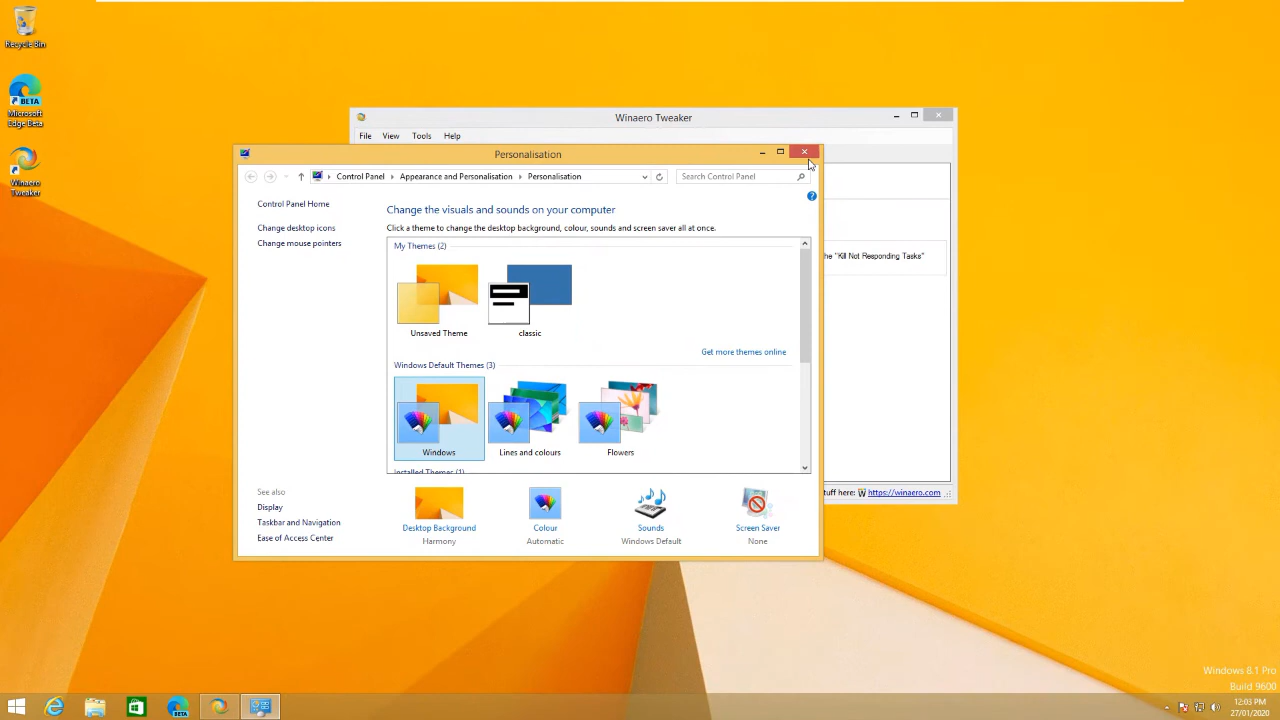 Recycle Bin
Microsoft
Edge Beta
BETA
Winaero
Tweaker
Winaero Tweaker
File View Tools Help
Personalisation
Control Panel Appearance and Personalisation Personalisation
Search Control Panel
Control Panel Home
Change desktop icons
Change mouse pointers
Change the visuals and sounds on your computer
Click a theme to change the desktop background, colour, sounds and screen saver all at once.
My Themes (2)
Unsaved Theme
classic
Get more themes online
Windows Default Themes (3)
Windows
Lines and colours
Flowers
Installed Themes (1)
See also
Display
Taskbar and Navigation
Ease of Access Center
Desktop Background
Harmony
Colour
Automatic
Sounds
Windows Default
Screen Saver
None
he "Kill Not Responding Tasks"
tuff here: https://winaero.com
Windows 8.1 Pro
Build 9600
BETA
12:03 PM
27/01/2020